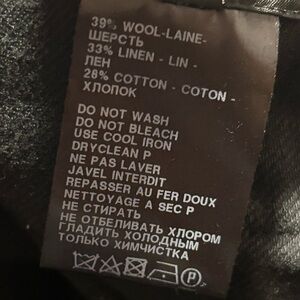 39% WOOL-LAINE-
ШЕРСТЬ
33% LINEN - LIN -
ЛЕН
28% COTTON - COTON -
ХЛОПОК
DO NOT WASH
DO NOT BLEACH
USE COOL IRON
DRYCLEAN P
NE PAS LAVER
JAVEL INTERDIT
REPASSER AU FER DOUX
NETTOYAGE A SEC P
НЕ СТИРАТЬ
НЕ ОТБЕЛИВАТЬ ХЛОРОМ
ГЛАДИТЬ ХОЛОДНЫМ
ТОЛЬКО ХИМЧИСТКА
P